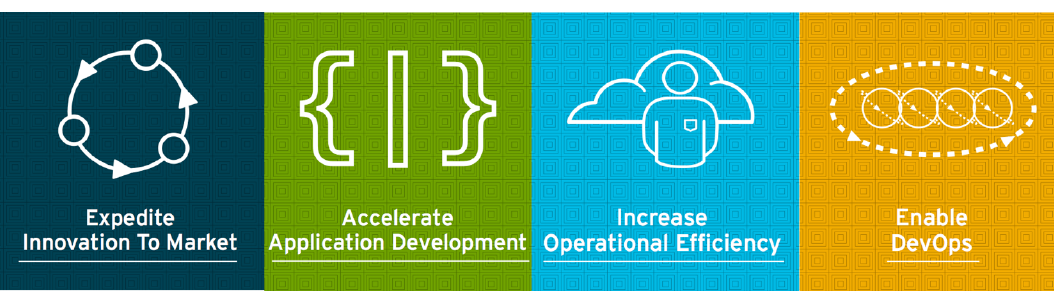 Expedite
Innovation To Market
Accelerate
Application Development
Increase
Operational Efficiency
Enable
DevOps